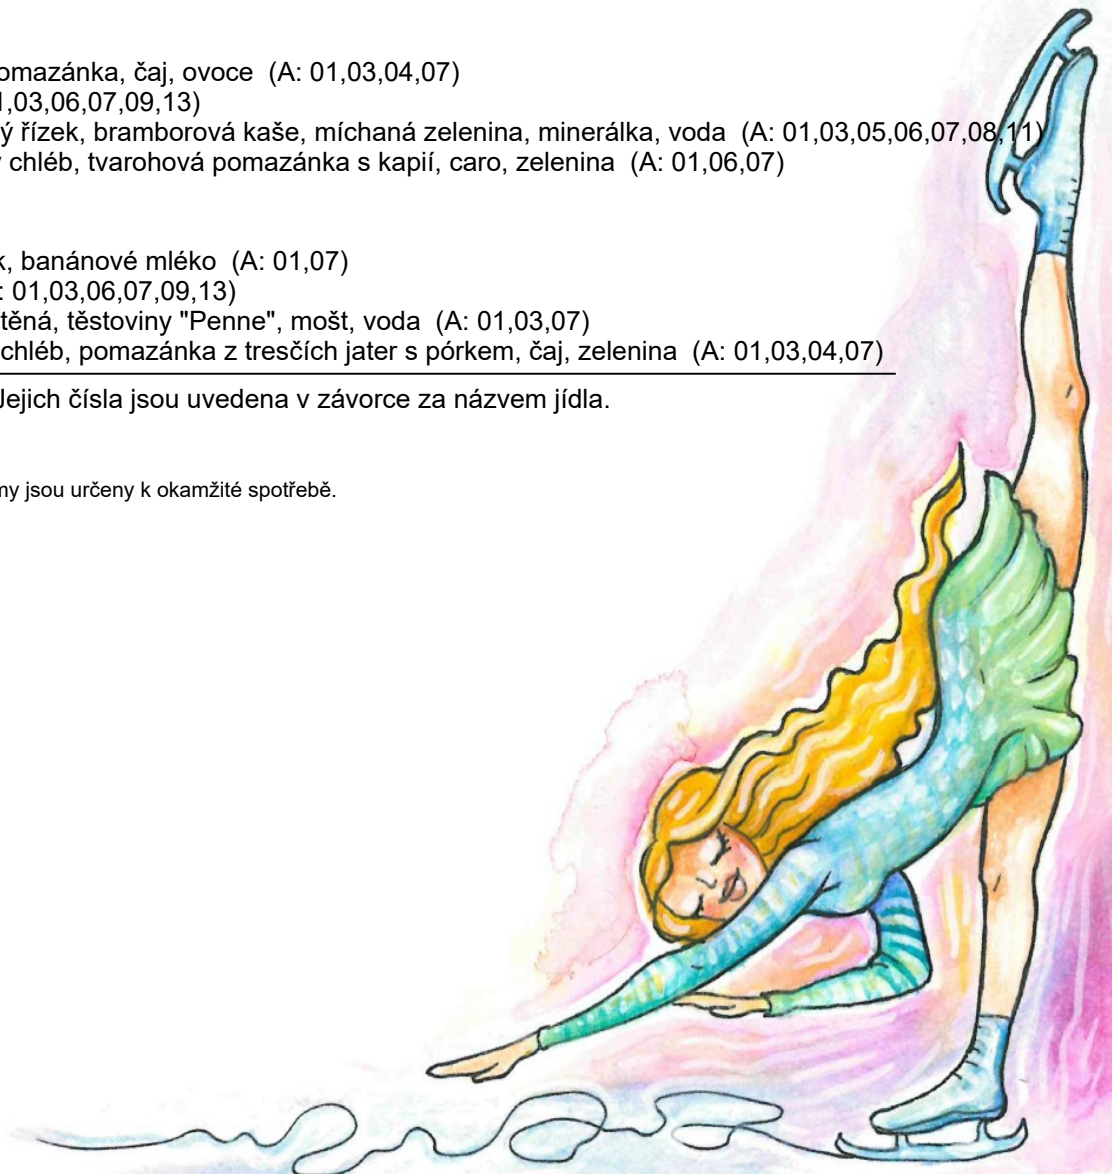 omazánka, čaj, ovoce (A: 01,03,04,07)
1,03,06,07,09,13)
ý řízek, bramborová kaše, míchaná zelenina, minerálka, voda (A: 01,03,05,06,07,08,11)
chléb, tvarohová pomazánka s kapií, caro, zelenina (A: 01,06,07)
k, banánové mléko (A: 01,07)
: 01,03,06,07,09,13)
těná, těstoviny "Penne", mošt, voda (A: 01,03,07)
chléb, pomazánka z tresčích jater s pórkem, čaj, zelenina (A: 01,03,04,07)
Jejich čísla jsou uvedena v závorce za názvem jídla.
my jsou určeny k okamžité spotřebě.